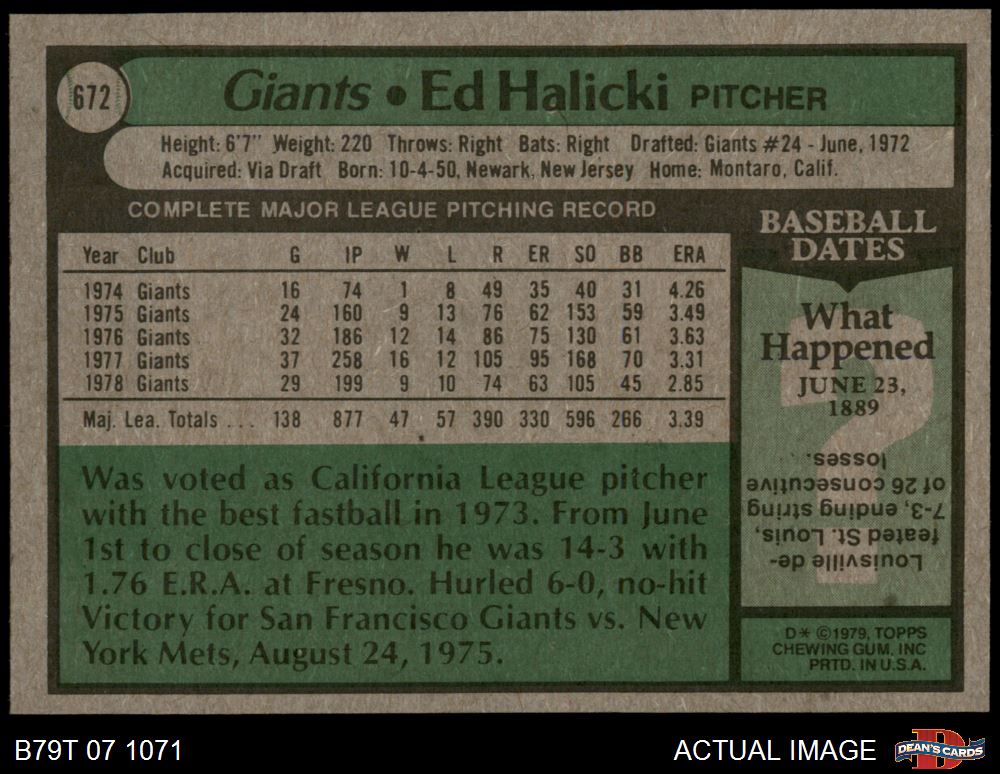 672
Giants • Ed Halicki PITCHER
Height: 6'7" Weight: 220 Throws: Right Bats: Right Drafted: Giants #24 - June, 1972
Acquired: Via Draft Born: 10-4-50, Newark, New Jersey Home: Montaro, Calif.
COMPLETE MAJOR LEAGUE PITCHING RECORD
Year Club G IP W L R ER SO BB ERA
1974 Giants 16 74 1 8 49 35 40 31 4.26
1975 Giants 24 160 9 13 76 62 153 59 3.49
1976 Giants 32 186 12 14 86 75 130 61 3.63
1977 Giants 37 258 16 12 105 95 168 70 3.31
1978 Giants 29 199 9 10 74 63 105 45 2.85
Maj. Lea. Totals ... 138 877 47 57 390 330 596 266 3.39
Was voted as California League pitcher
with the best fastball in 1973. From June
1st to close of season he was 14-3 with
1.76 E.R.A. at Fresno. Hurled 6-0, no-hit
Victory for San Francisco Giants vs. New
York Mets, August 24, 1975.
BASEBALL
DATES
What
Happened
JUNE 23,
1889
?
Louisville de-
feated St. Louis,
7-3, ending string
of 26 consecutive
losses.
D* ©1979, TOPPS
CHEWING GUM, INC
PRTD. IN U.S.A.
B79T 07 1071
ACTUAL IMAGE
D
DEAN'S CARDS